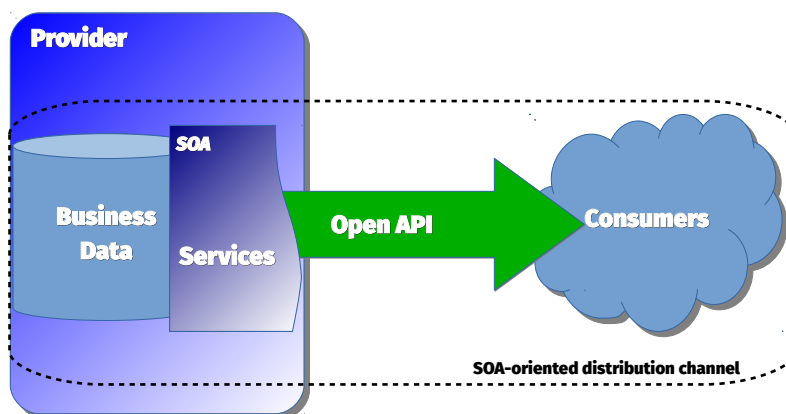 Provider
SOA
Business
Data
Services
Open API
Consumers
SOA-oriented distribution channel